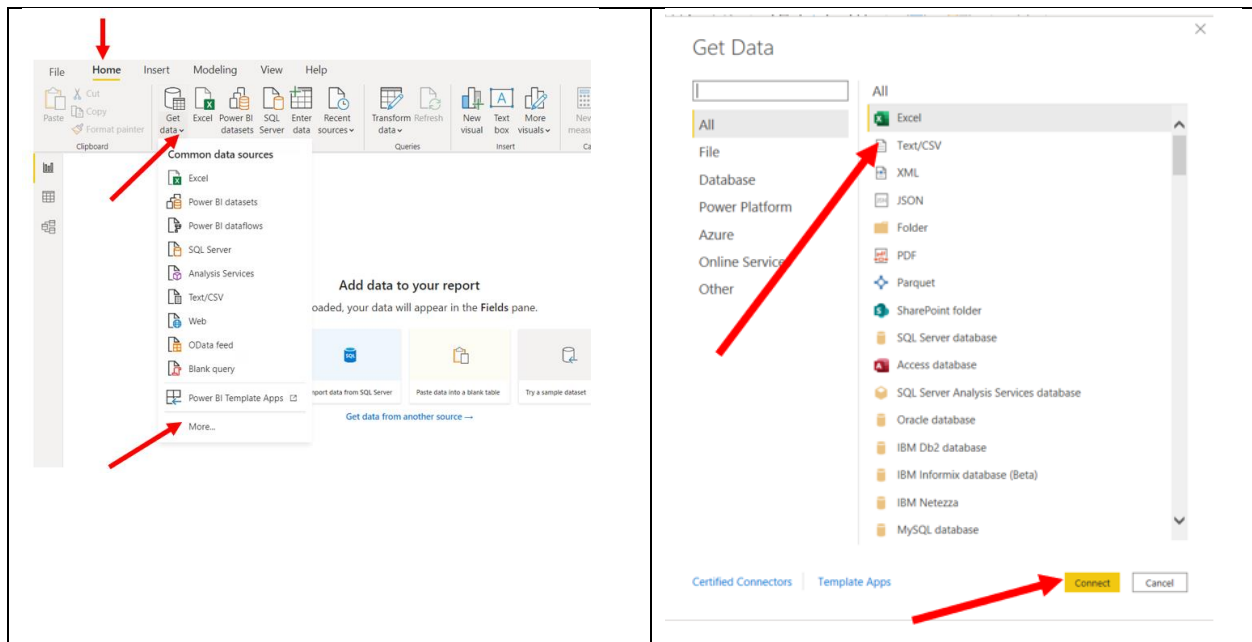 File Home Insert Modeling View Help
Paste
Cut
Copy
Format painter
Clipboard
Get data
Excel
Power BI datasets
SQL Server
Enter data
Recent sources
Transform data
Refresh
Queries
New visual
Text box
More visuals
Insert
New
Ca
Common data sources
Excel
Power BI datasets
Power BI dataflows
SQL Server
Analysis Services
Text/CSV
Web
OData feed
Blank query
Power BI Template Apps
More...
Add data to your report
oaded, your data will appear in the Fields pane.
SQL
port data from SQL Server
Paste data into a blank table
Try a sample dataset
Get data from another source →
Get Data
All
File
Database
Power Platform
Azure
Online Service
Other
All
Excel
Text/CSV
XML
JSON
Folder
PDF
Parquet
SharePoint folder
SQL Server database
Access database
SQL Server Analysis Services database
Oracle database
IBM Db2 database
IBM Informix database (Beta)
IBM Netezza
MySQL database
Certified Connectors
Template Apps
Connect
Cancel